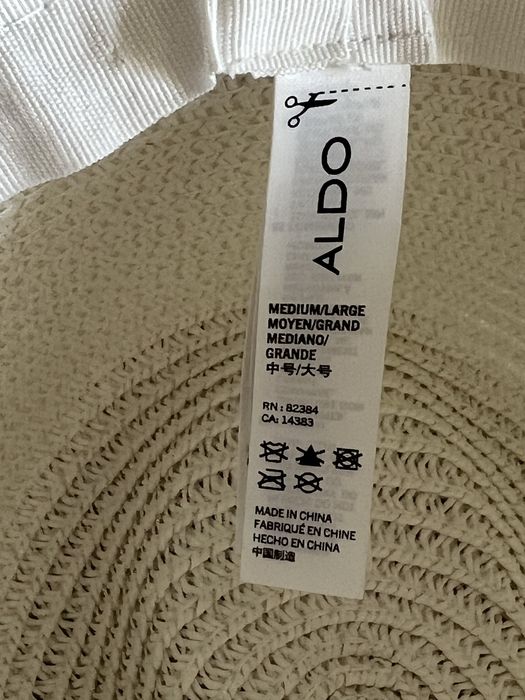 ALDO
MEDIUM/LARGE
MOYEN/GRAND
MEDIANO/
GRANDE
中号/大号
RN : 82384
CA: 14383
MADE IN CHINA
FABRIQUÉ EN CHINE
HECHO EN CHINA
中国制造